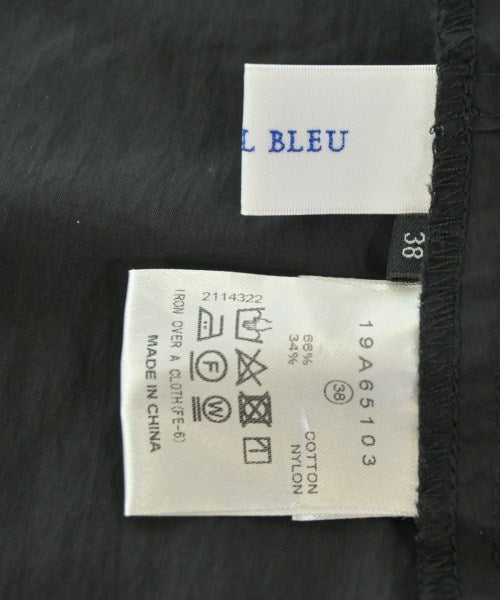 L BLEU
38
19A65103
38
66% COTTON
34% NYLON
2114322
F
W
IRON OVER A CLOTH(FE-6)
MADE IN CHINA